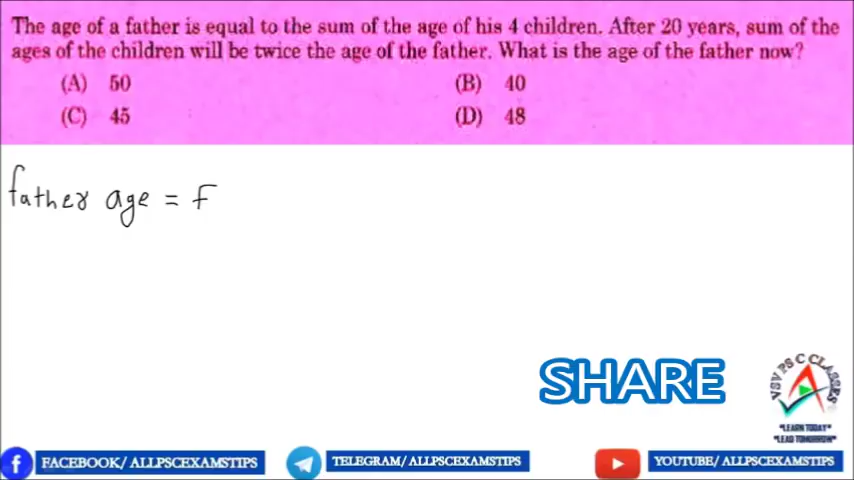 The age of a father is equal to the sum of the age of his 4 children. After 20 years, sum of the
ages of the children will be twice the age of the father. What is the age of the father now?
(A) 50 (B) 40
(C) 45 (D) 48
father age = F
SHARE
VSV PSC CLASSES
"LEARN TODAY"
"LEAD TOMORROW"
FACEBOOK/ ALLPSCEXAMSTIPS
TELEGRAM/ ALLPSCEXAMSTIPS
YOUTUBE/ ALLPSCEXAMSTIPS